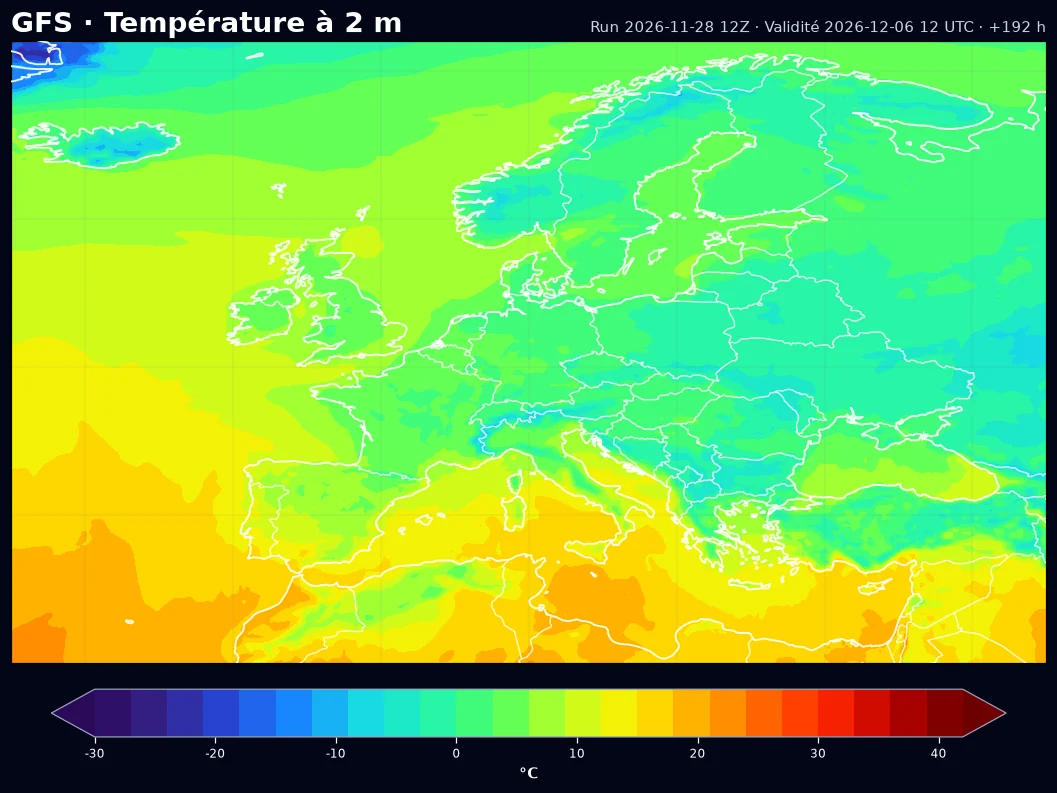 GFS · Température à 2 m
Run 2026-11-28 12Z · Validité 2026-12-06 12 UTC · +192 h
-30 -20 -10 0 10 20 30 40
°C